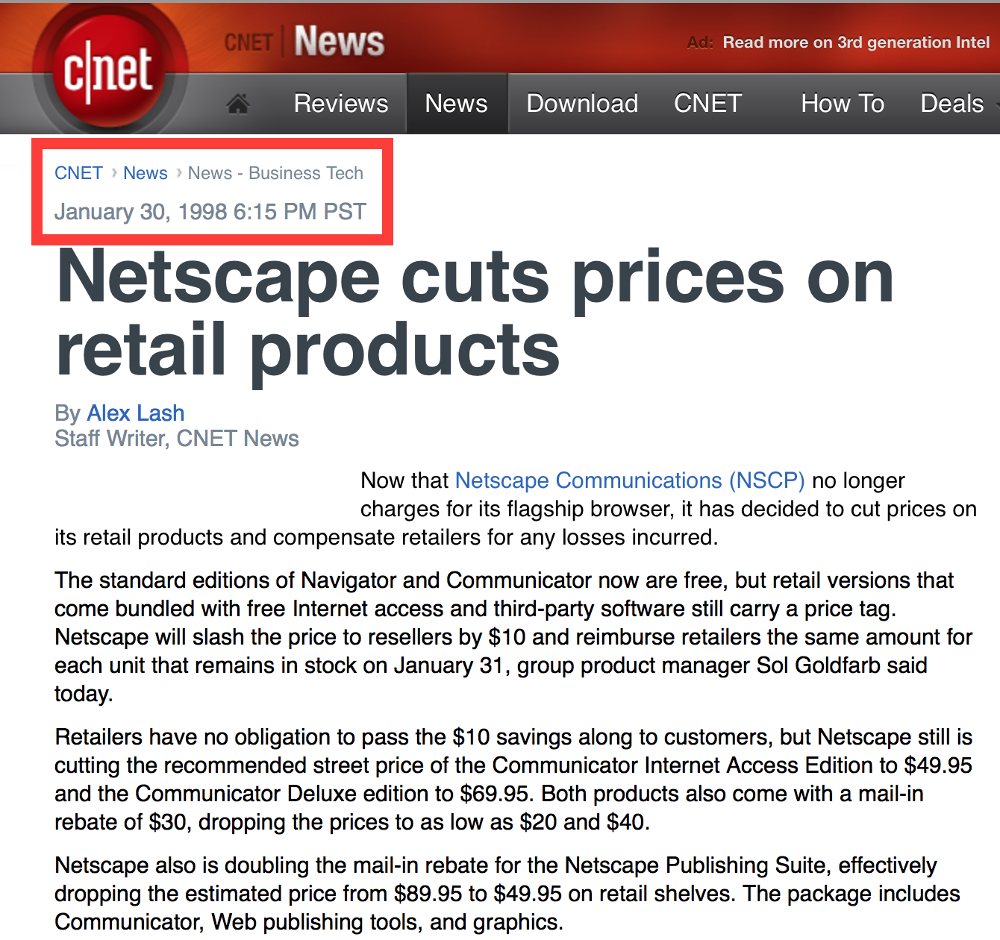 c|net
CNET | News
Ad: Read more on 3rd generation Intel
Reviews News Download CNET How To Deals
CNET › News › News - Business Tech
January 30, 1998 6:15 PM PST
Netscape cuts prices on
retail products
By Alex Lash
Staff Writer, CNET News
Now that Netscape Communications (NSCP) no longer
charges for its flagship browser, it has decided to cut prices on
its retail products and compensate retailers for any losses incurred.
The standard editions of Navigator and Communicator now are free, but retail versions that
come bundled with free Internet access and third-party software still carry a price tag.
Netscape will slash the price to resellers by $10 and reimburse retailers the same amount for
each unit that remains in stock on January 31, group product manager Sol Goldfarb said
today.
Retailers have no obligation to pass the $10 savings along to customers, but Netscape still is
cutting the recommended street price of the Communicator Internet Access Edition to $49.95
and the Communicator Deluxe edition to $69.95. Both products also come with a mail-in
rebate of $30, dropping the prices to as low as $20 and $40.
Netscape also is doubling the mail-in rebate for the Netscape Publishing Suite, effectively
dropping the estimated price from $89.95 to $49.95 on retail shelves. The package includes
Communicator, Web publishing tools, and graphics.